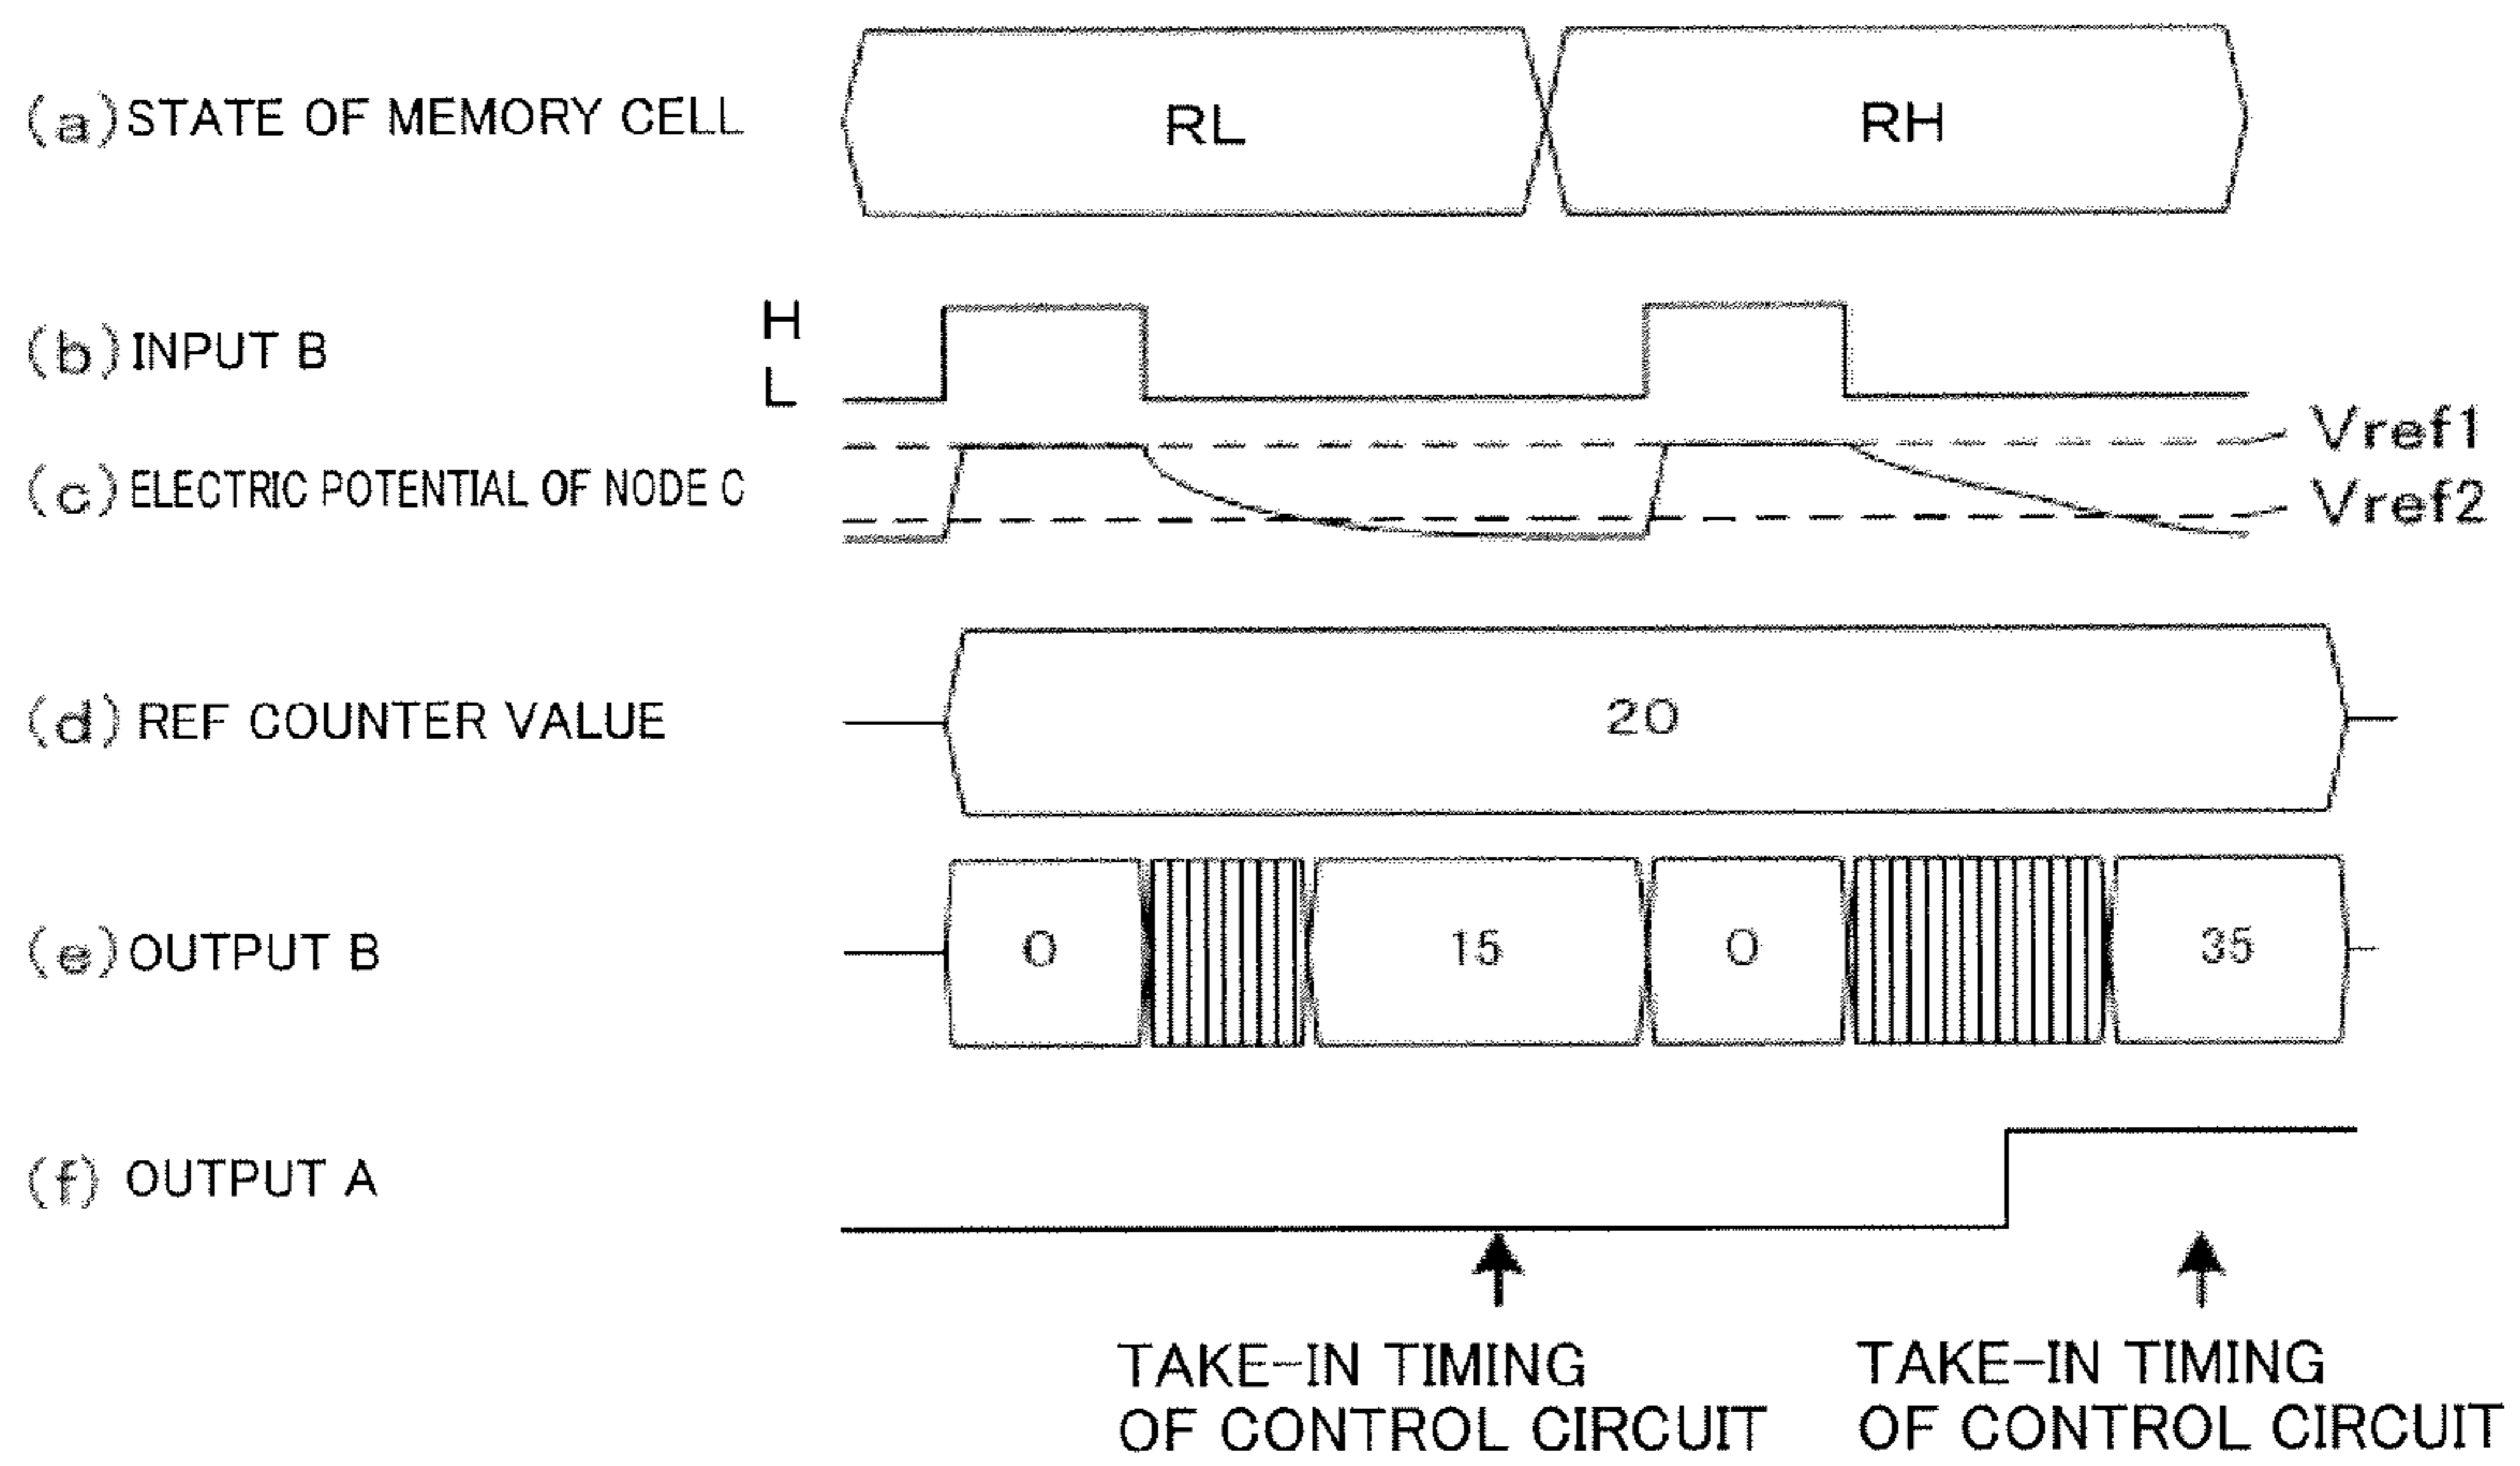 (a) STATE OF MEMORY CELL
RL
RH
(b) INPUT B
H
L
Vref1
(c) ELECTRIC POTENTIAL OF NODE C
Vref2
(d) REF COUNTER VALUE
20
(e) OUTPUT B
0
15
0
35
(f) OUTPUT A
TAKE-IN TIMING
OF CONTROL CIRCUIT
TAKE-IN TIMING
OF CONTROL CIRCUIT